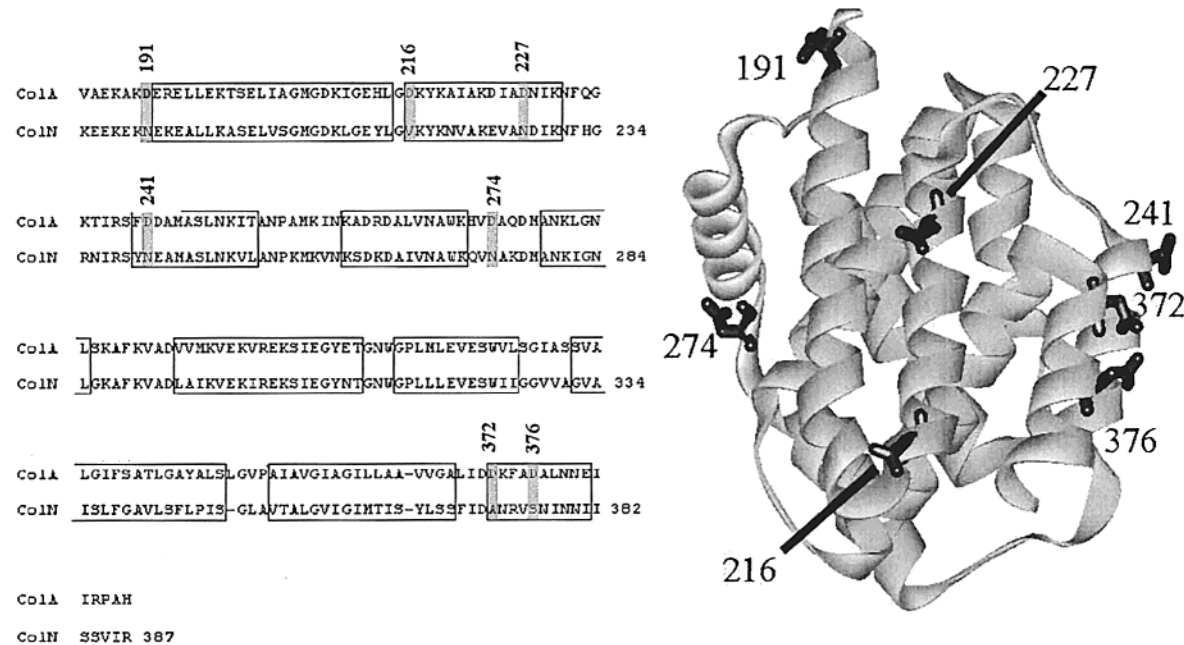 191 216 227
ColA VAEKAKDERELLEKTSELIAGMGDKIGEHLGDKYKAIAKDIADNIKNFQG
ColN KEEKEKNEKEALLKASELVSGMGDKLGEYLGVKYKNVAKEVANDIKNFHG 234
241 274
ColA KTIRSFDDAMASLNKITANPAMKINKADRDALVNAWKHVDAQDMANKLGN
ColN RNIRSYNEAMASLNKVLANPKMKVNKSDKDAIVNAWKQVNAKDMANKIGN 284
ColA LSKAFKVADVVMKVEKVREKSIEGYETGNWGPLMLEVESWVLSGIASSVA
ColN LGKAFKVADLAIKVEKIREKSIEGYNTGNWGPLLLEVESWIIGGVVAGVA 334
372 376
ColA LGIFSATLGAYALSLGVPAIAVGIAGILLAA-VVGALIDDKFADALNNEI
ColN ISLFGAVLSFLPIS-GLAVTALGVIGIMTIS-YLSSFIDANRVSNINNII 382
ColA IRPAH
ColN SSVIR 387
191
227
241
372
274
376
216